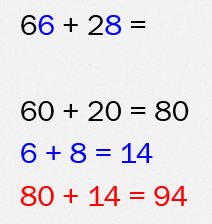 66 + 28 =
60 + 20 = 80
6 + 8 = 14
80 + 14 = 94